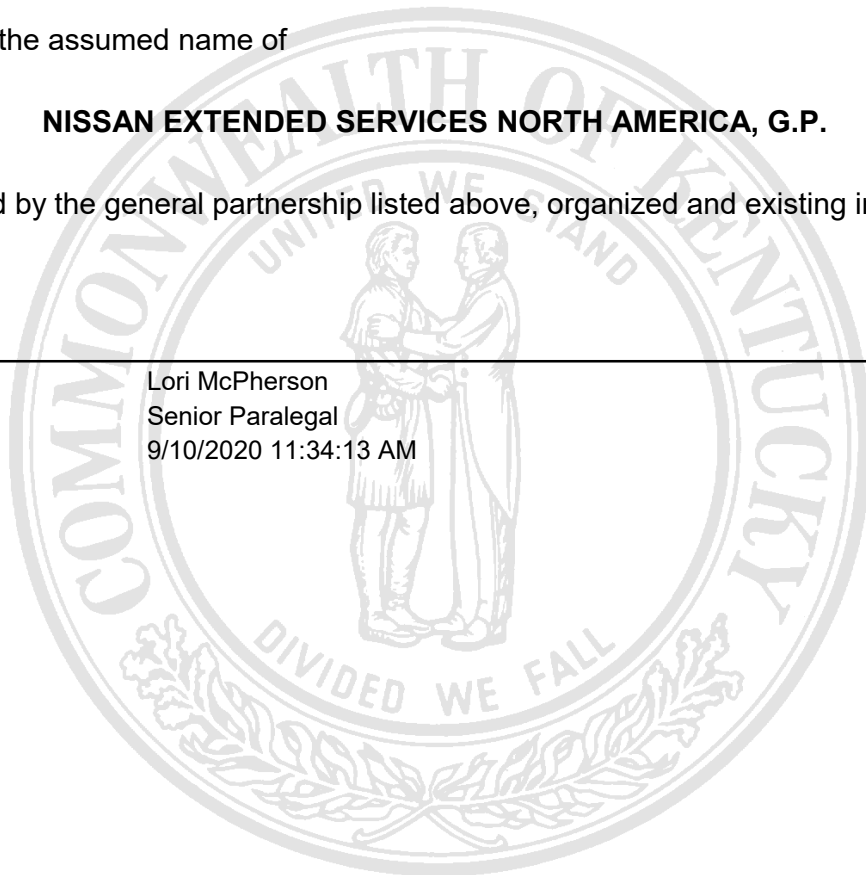 the assumed name of
NISSAN EXTENDED SERVICES NORTH AMERICA, G.P.
by the general partnership listed above, organized and existing
Lori McPherson
Senior Paralegal
9/10/2020 11:34:13 AM
COMMONWEALTH OF KENTUCKY
UNITED WE STAND
DIVIDED WE FALL